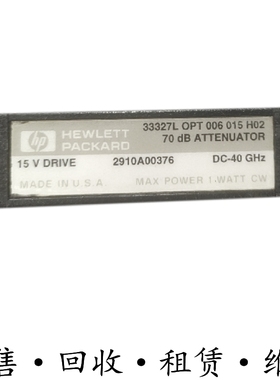 hp HEWLETT PACKARD
33327L OPT 006 015 H02
70 dB ATTENUATOR
15 V DRIVE 2910A00376 DC-40 GHz
MADE IN U.S.A MAX POWER 1-WATT CW
售·回收·租赁·维